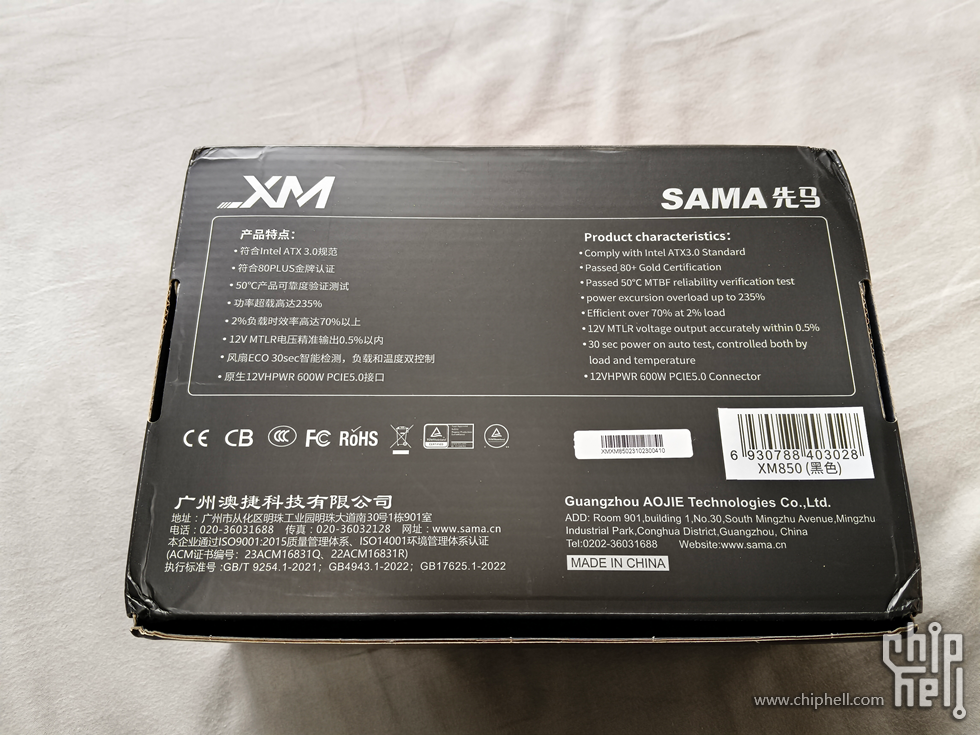 XM
SAMA 先马
产品特点：
•符合Intel ATX 3.0规范
•符合80PLUS金牌认证
•50℃产品可靠度验证测试
•功率超载高达235%
•2%负载时效率高达70%以上
•12V MTLR电压精准输出0.5%以内
•风扇ECO 30sec智能检测，负载和温度双控制
•原生12VHPWR 600W PCIE5.0接口
Product characteristics：
•Comply with Intel ATX3.0 Standard
•Passed 80+ Gold Certification
•Passed 50℃ MTBF reliability verification test
•power excursion overload up to 235%
•Efficient over 70% at 2% load
•12V MTLR voltage output accurately within 0.5%
•30 sec power on auto test, controlled both by
load and temperature
•12VHPWR 600W PCIE5.0 Connector
CE CB CCC FC RoHS
XMXM85023102300410
6 930788 403028
XM850 (黑色)
广州澳捷科技有限公司
地址：广州市从化区明珠工业园明珠大道南30号1栋901室
电话：020-36031688 传真：020-36032128 网址：www.sama.cn
本企业通过ISO9001:2015质量管理体系、ISO14001环境管理体系认证
(ACM证书编号：23ACM16831Q、22ACM16831R)
执行标准号：GB/T 9254.1-2021；GB4943.1-2022；GB17625.1-2022
Guangzhou AOJIE Technologies Co.,Ltd.
ADD: Room 901,building 1,No.30,South Mingzhu Avenue,Mingzhu
Industrial Park,Conghua District,Guangzhou, China
Tel:0202-36031688 Website:www.sama.cn
MADE IN CHINA
chip
hell
www.chiphell.com